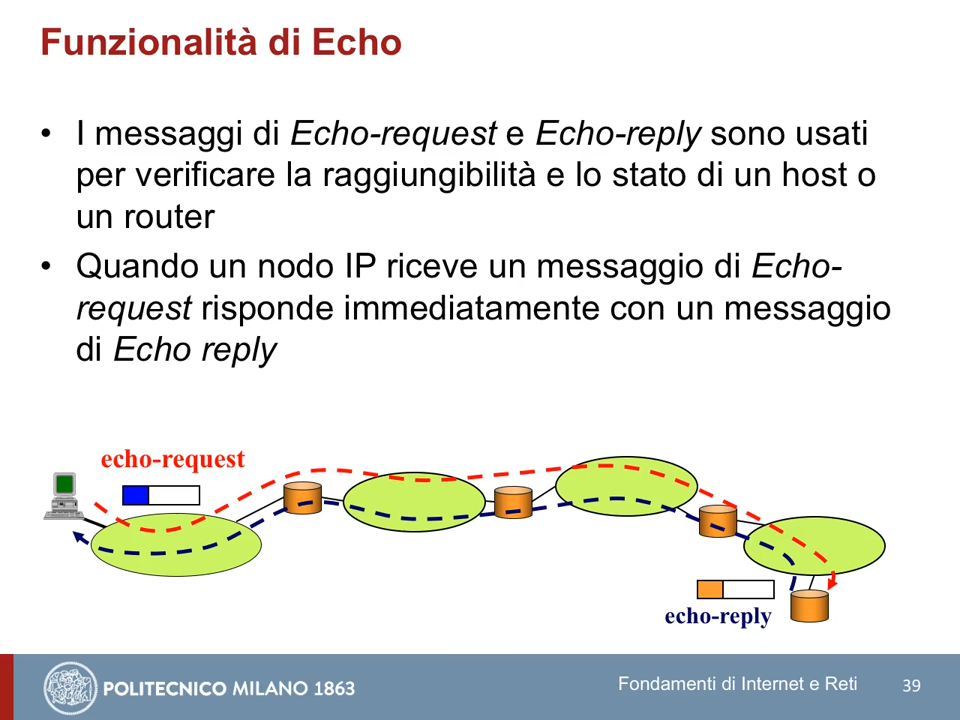 Funzionalità di Echo
• I messaggi di Echo-request e Echo-reply sono usati
per verificare la raggiungibilità e lo stato di un host o
un router
• Quando un nodo IP riceve un messaggio di Echo-
request risponde immediatamente con un messaggio
di Echo reply
echo-request
echo-reply
POLITECNICO MILANO 1863
Fondamenti di Internet e Reti
39